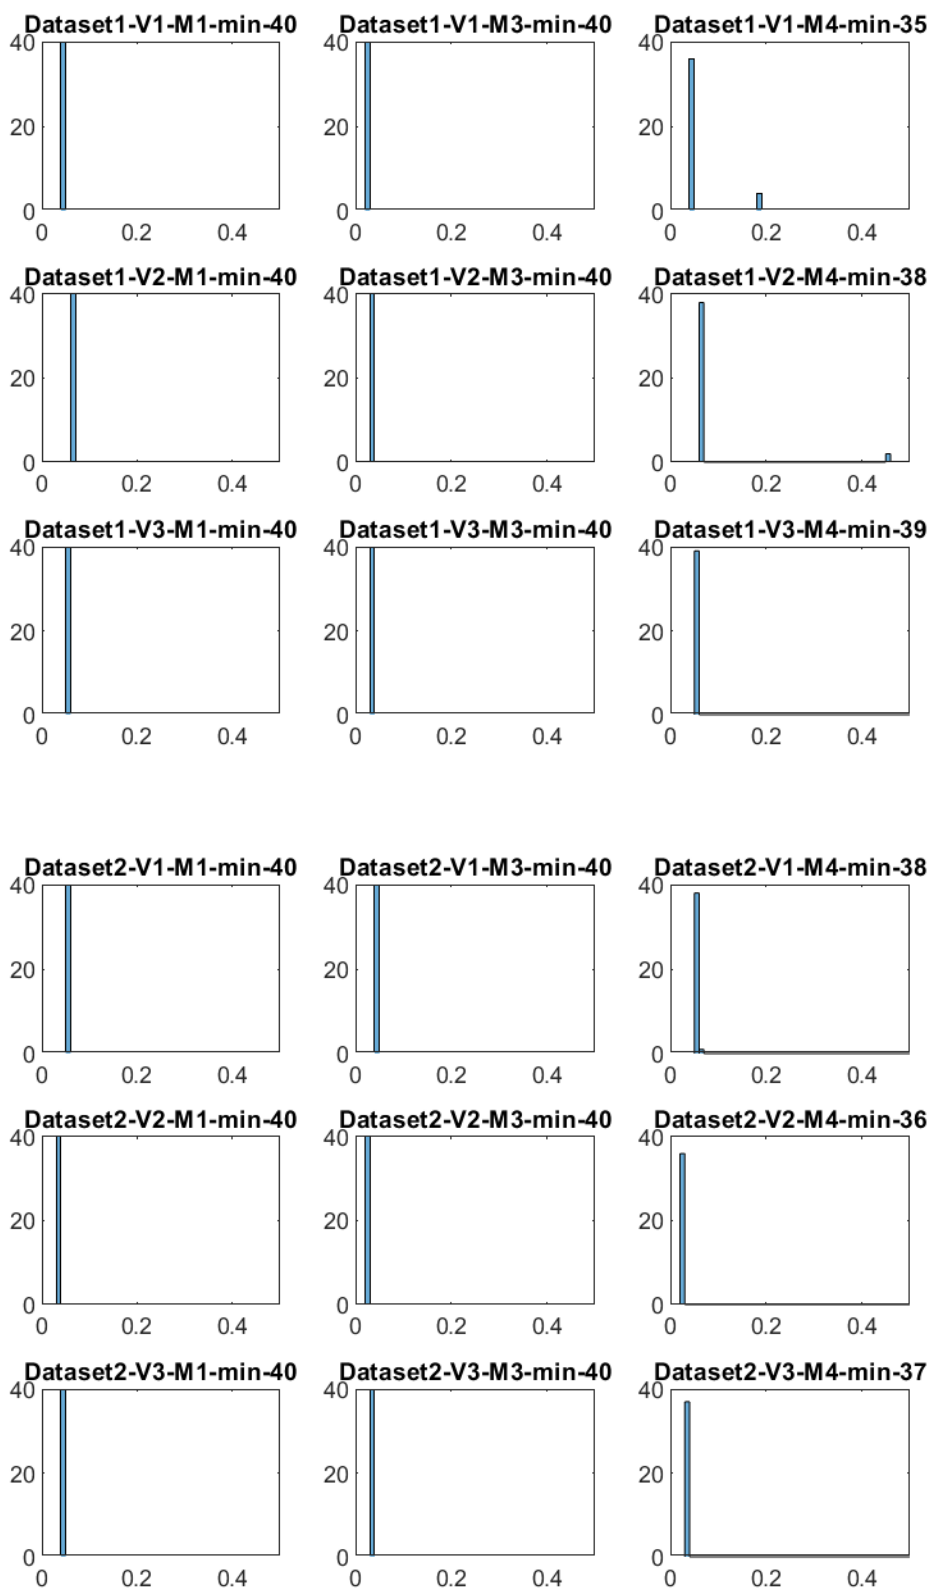 Dataset1-V1-M1-min-40 Dataset1-V1-M3-min-40 Dataset1-V1-M4-min-35
40 40 40
20 20 20
0 0 0
0 0.2 0.4 0 0.2 0.4 0 0.2 0.4
Dataset1-V2-M1-min-40 Dataset1-V2-M3-min-40 Dataset1-V2-M4-min-38
40 40 40
20 20 20
0 0 0
0 0.2 0.4 0 0.2 0.4 0 0.2 0.4
Dataset1-V3-M1-min-40 Dataset1-V3-M3-min-40 Dataset1-V3-M4-min-39
40 40 40
20 20 20
0 0 0
0 0.2 0.4 0 0.2 0.4 0 0.2 0.4
Dataset2-V1-M1-min-40 Dataset2-V1-M3-min-40 Dataset2-V1-M4-min-38
40 40 40
20 20 20
0 0 0
0 0.2 0.4 0 0.2 0.4 0 0.2 0.4
Dataset2-V2-M1-min-40 Dataset2-V2-M3-min-40 Dataset2-V2-M4-min-36
40 40 40
20 20 20
0 0 0
0 0.2 0.4 0 0.2 0.4 0 0.2 0.4
Dataset2-V3-M1-min-40 Dataset2-V3-M3-min-40 Dataset2-V3-M4-min-37
40 40 40
20 20 20
0 0 0
0 0.2 0.4 0 0.2 0.4 0 0.2 0.4